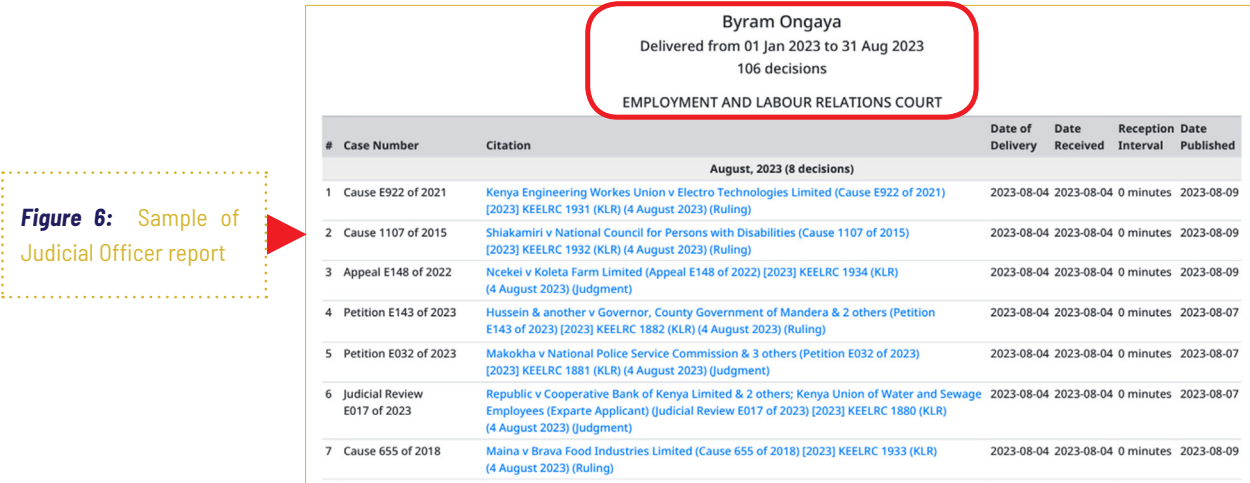 Byram Ongaya
Delivered from 01 Jan 2023 to 31 Aug 2023
106 decisions
EMPLOYMENT AND LABOUR RELATIONS COURT
# Case Number Citation Date of Delivery Date Received Reception Interval Date Published
August, 2023 (8 decisions)
1 Cause E922 of 2021 Kenya Engineering Workes Union v Electro Technologies Limited (Cause E922 of 2021) 2023-08-04 2023-08-04 0 minutes 2023-08-09
[2023] KEELRC 1931 (KLR) (4 August 2023) (Ruling)
2 Cause 1107 of 2015 Shiakamiri v National Council for Persons with Disabilities (Cause 1107 of 2015) 2023-08-04 2023-08-04 0 minutes 2023-08-09
[2023] KEELRC 1932 (KLR) (4 August 2023) (Ruling)
3 Appeal E148 of 2022 Ncekei v Koleta Farm Limited (Appeal E148 of 2022) [2023] KEELRC 1934 (KLR) 2023-08-04 2023-08-04 0 minutes 2023-08-09
(4 August 2023) (Judgment)
4 Petition E143 of 2023 Hussein & another v Governor, County Government of Mandera & 2 others (Petition 2023-08-04 2023-08-04 0 minutes 2023-08-07
E143 of 2023) [2023] KEELRC 1882 (KLR) (4 August 2023) (Ruling)
5 Petition E032 of 2023 Makokha v National Police Service Commission & 3 others (Petition E032 of 2023) 2023-08-04 2023-08-04 0 minutes 2023-08-07
[2023] KEELRC 1881 (KLR) (4 August 2023) (Judgment)
6 Judicial Review Republic v Cooperative Bank of Kenya Limited & 2 others; Kenya Union of Water and Sewage 2023-08-04 2023-08-04 0 minutes 2023-08-07
E017 of 2023 Employees (Exparte Applicant) (Judicial Review E017 of 2023) [2023] KEELRC 1880 (KLR)
(4 August 2023) (Judgment)
7 Cause 655 of 2018 Maina v Brava Food Industries Limited (Cause 655 of 2018) [2023] KEELRC 1933 (KLR) 2023-08-04 2023-08-04 0 minutes 2023-08-09
(4 August 2023) (Ruling)
Figure 6: Sample of
Judicial Officer report